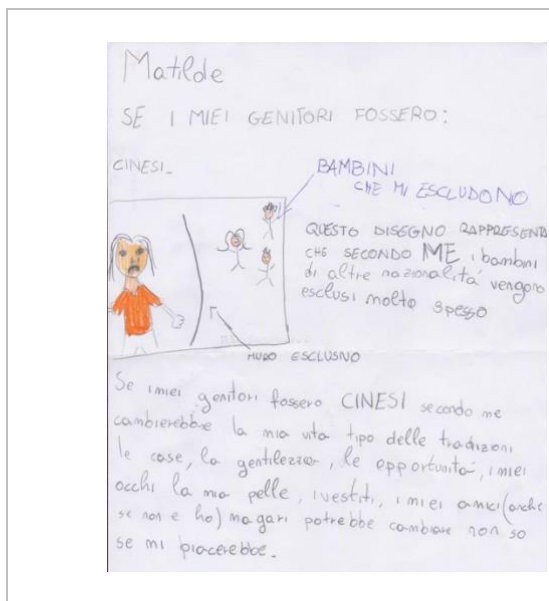 Matilde
SE I MIEI GENITORI FOSSERO:
CINESI_
BAMBINI
CHE MI ESCLUDONO
QUESTO DISEGNO RAPPRESENTA
CHE SECONDO ME i bambini
di altre nazionalità vengono
esclusi molto spesso
MURO ESCLUSNO
Se i miei genitori fossero CINESI secondo me
cambierebbe la mia vita tipo delle tradizioni
le case, la gentilezza, le opportunità, i miei
occhi la mia pelle, i vestiti, i miei amici (anche
se non e ho) magari potrebbe cambiare non so
se mi piacerebbe.